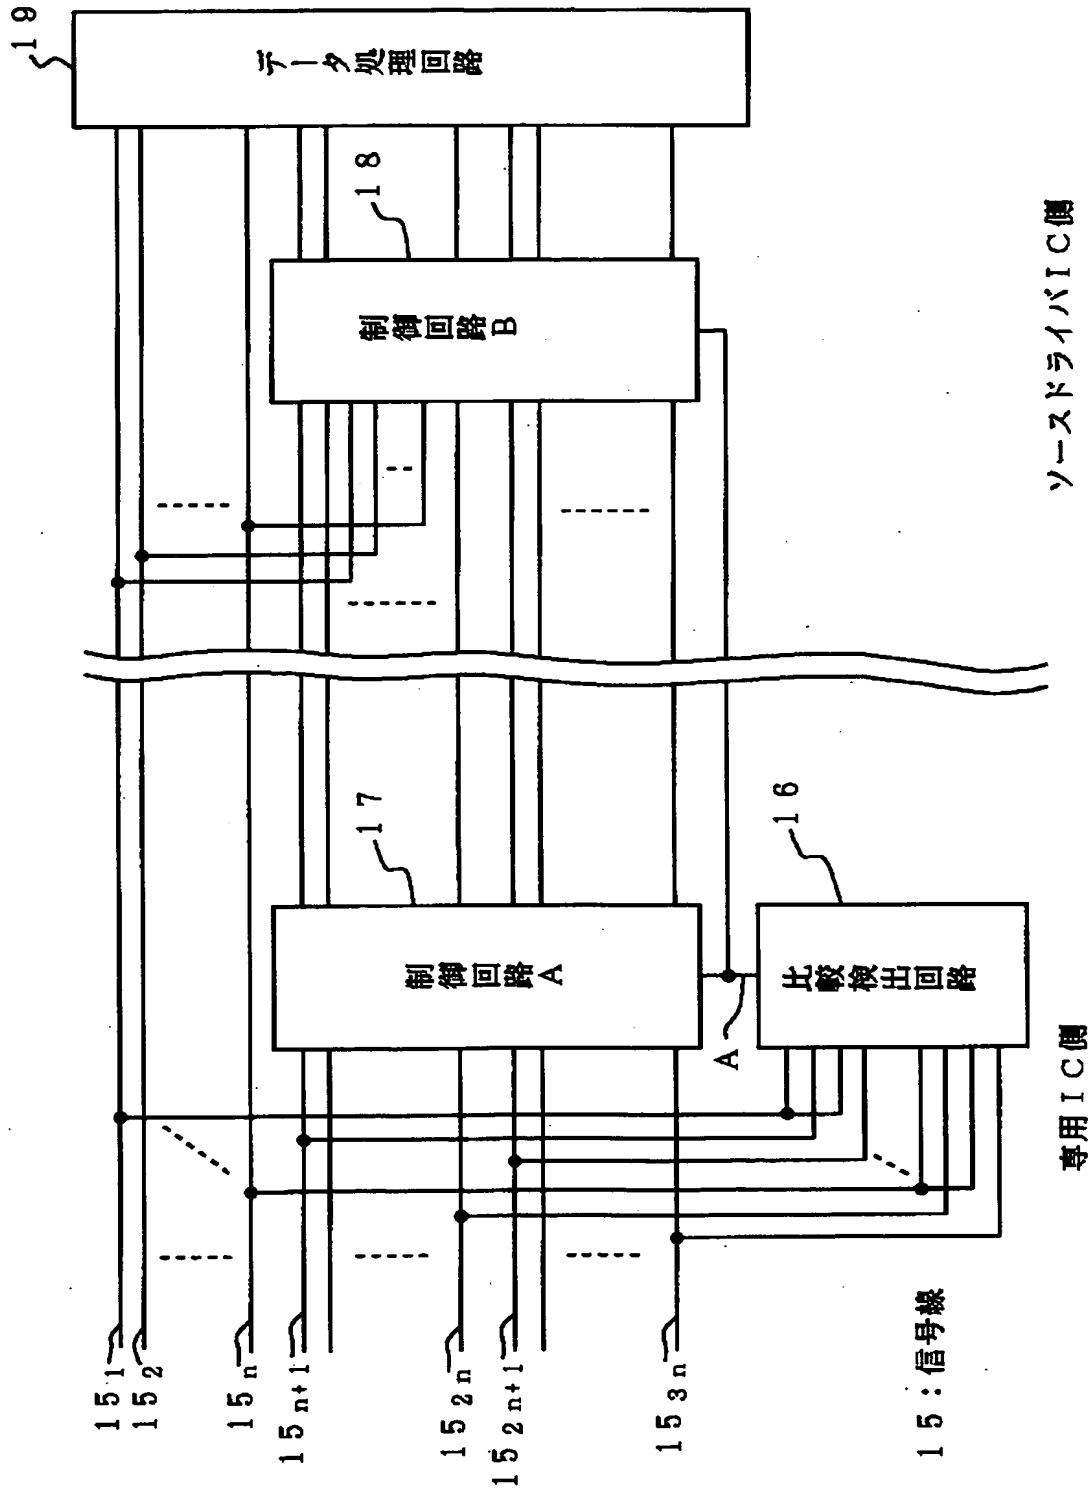 19
データ処理回路
18
制御回路B
ソースドライバIC側
17
制御回路A
16
比較検出回路
A
専用IC側
15₁
15₂
15ₙ
15ₙ₊₁
15₂ₙ
15₂ₙ₊₁
15₃ₙ
15：信号線